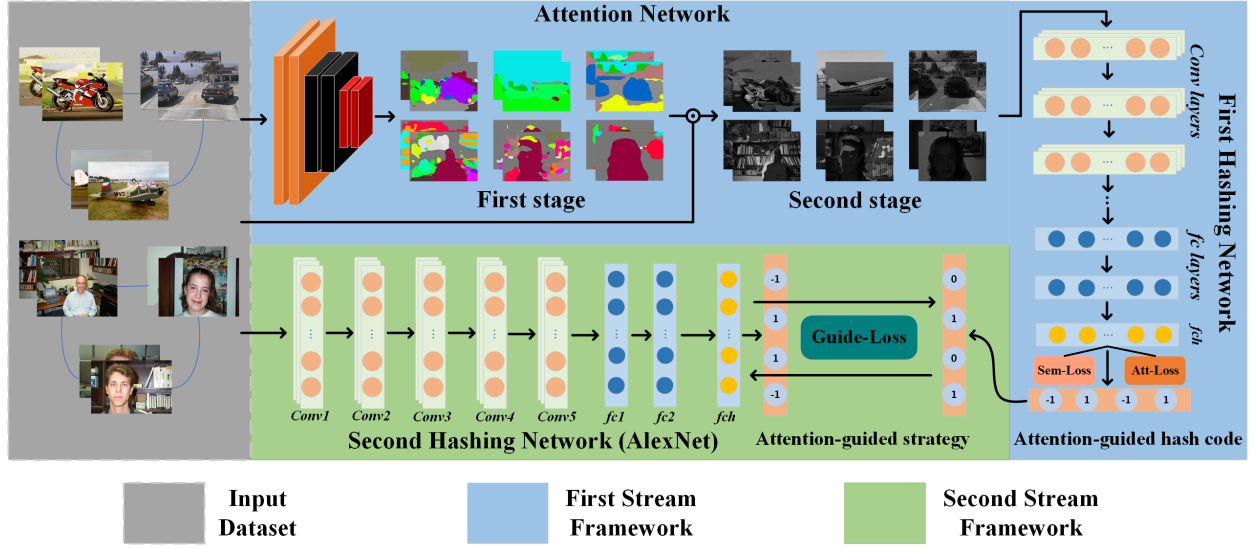 Attention Network
First stage
Second stage
Conv layers
fc layers
fch
First Hashing Network
Sem-Loss
Att-Loss
-1 1 -1 1
Attention-guided hash code
Conv1
Conv2
Conv3
Conv4
Conv5
fc1
fc2
fch
-1
1
1
-1
Guide-Loss
0
1
0
1
Second Hashing Network (AlexNet)
Attention-guided strategy
Input
Dataset
First Stream
Framework
Second Stream
Framework